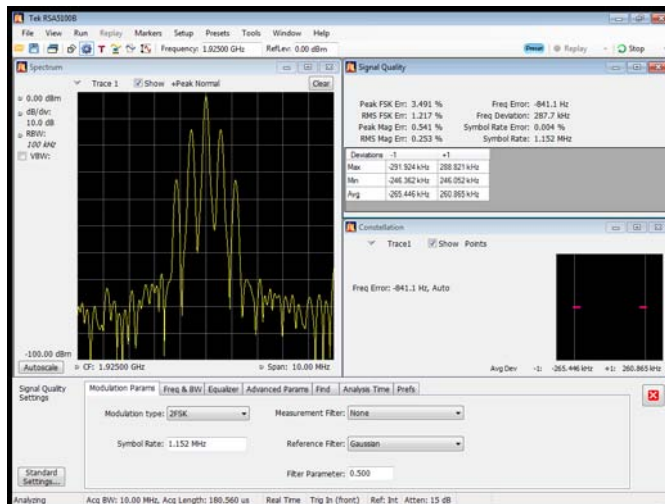 Tek RSA5100B
File View Run Replay Markers Setup Presets Tools Window Help
Frequency: 1.92500 GHz RefLev: 0.00 dBm Preset Replay Stop
Spectrum
Trace 1 Show +Peak Normal Clear
0.00 dBm
dB/div:
10.0 dB
RBW:
100 kHz
VBW:
-100.00 dBm
Autoscale CF: 1.92500 GHz Span: 10.00 MHz
Signal Quality
Peak FSK Err: 3.491 % Freq Error: -841.1 Hz
RMS FSK Err: 1.217 % Freq Deviation: 287.7 kHz
Peak Mag Err: 0.541 % Symbol Rate Error: 0.004 %
RMS Mag Err: 0.253 % Symbol Rate: 1.152 MHz
Deviations -1 +1
Max -291.924 kHz 288.821 kHz
Min -246.362 kHz 246.052 kHz
Avg -265.446 kHz 260.865 kHz
Constellation
Trace1 Show Points
Freq Error: -841.1 Hz, Auto
Avg Dev -1: -265.446 kHz +1: 260.865 kHz
Signal Quality
Settings
Modulation Params Freq & BW Equalizer Advanced Params Find Analysis Time Prefs
Modulation type: 2FSK Measurement Filter: None
Symbol Rate: 1.152 MHz Reference Filter: Gaussian
Filter Parameter: 0.500
Standard
Settings...
Analyzing Acq BW: 10.00 MHz, Acq Length: 180.560 us Real Time Trig In (front) Ref: Int Atten: 15 dB